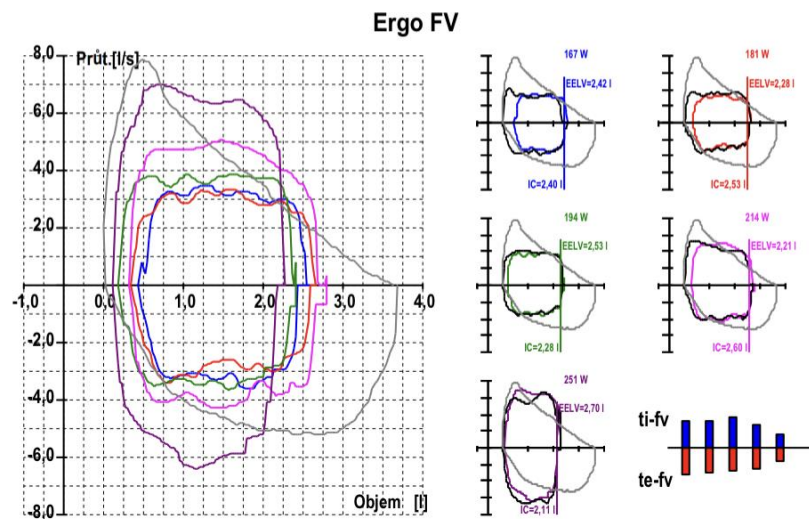 Ergo FV
8,0
Průt.[l/s]
6,0
4,0
2,0
-1,0 0,0 1,0 2,0 3,0 4,0
-2,0
-4,0
-6,0
-8,0
Objem [l]
167 W
EELV=2,42 l
IC=2,40 l
181 W
EELV=2,28 l
IC=2,53 l
194 W
EELV=2,53 l
IC=2,28 l
214 W
EELV=2,21 l
IC=2,60 l
251 W
EELV=2,70 l
IC=2,11 l
ti-fv
te-fv